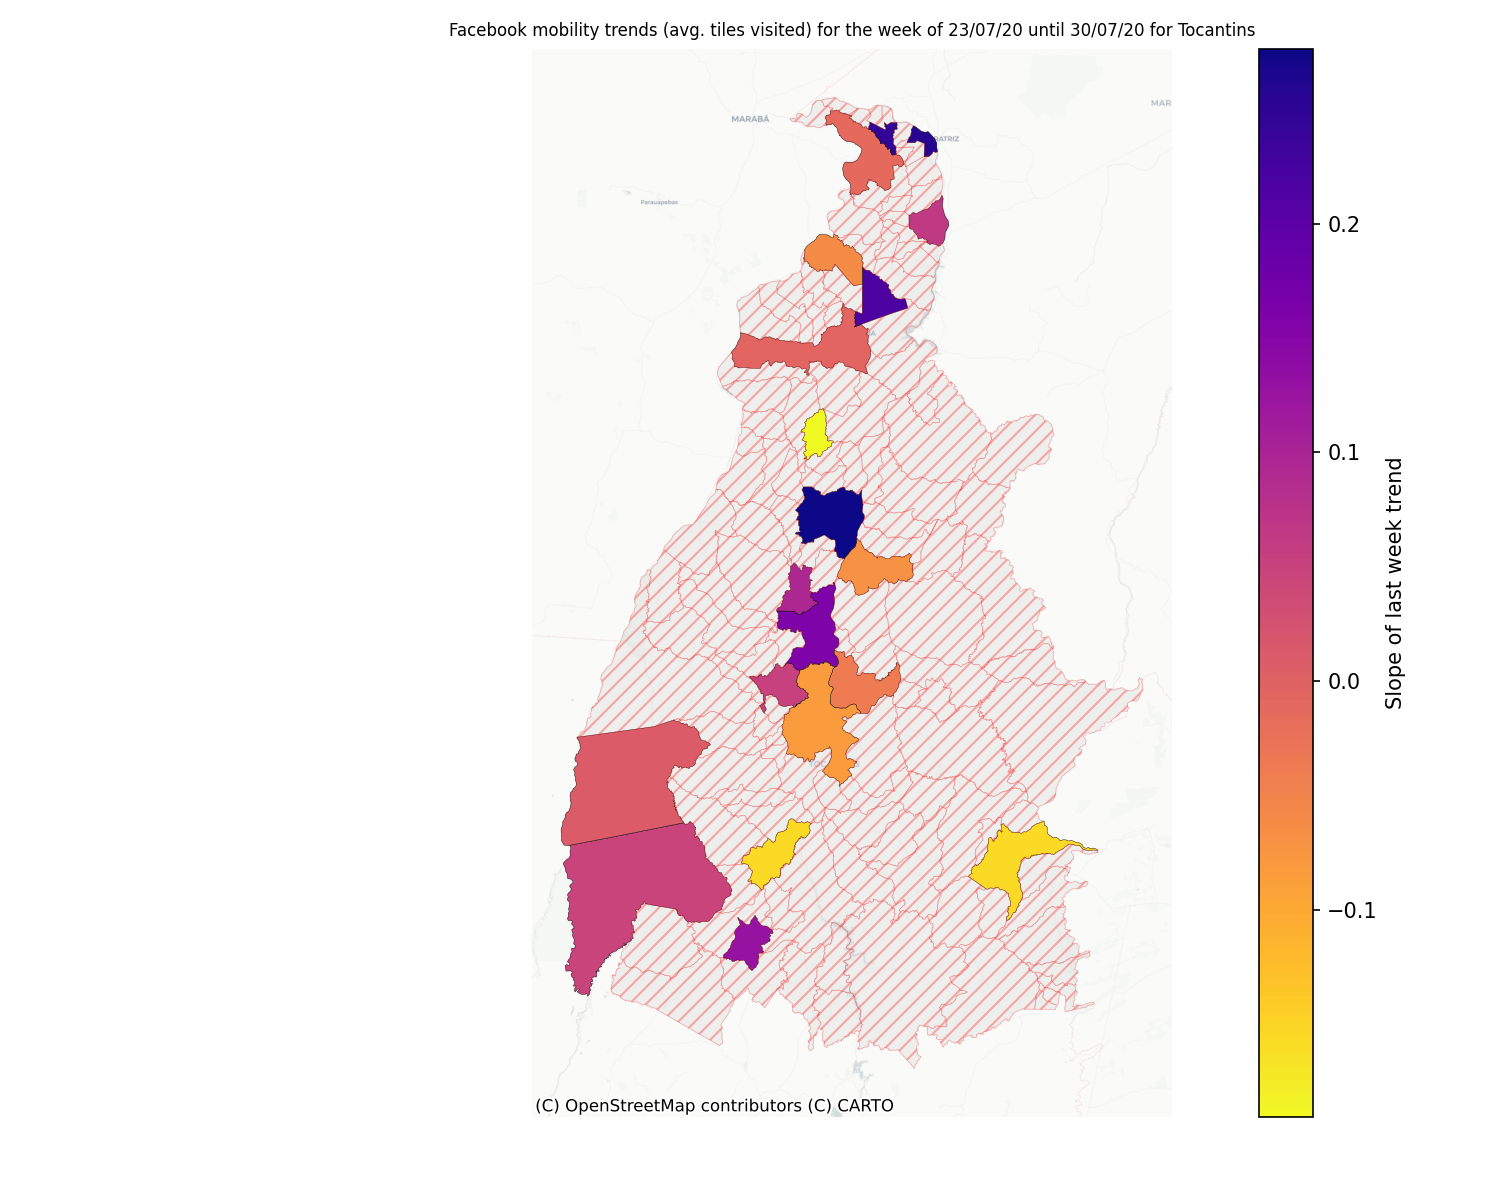 Facebook mobility trends (avg. tiles visited) for the week of 23/07/20 until 30/07/20 for Tocantins
MAR
MARABÁ
ATRIZ
Parauapebas
0.2
0.1
0.0
−0.1
Slope of last week trend
(C) OpenStreetMap contributors (C) CARTO